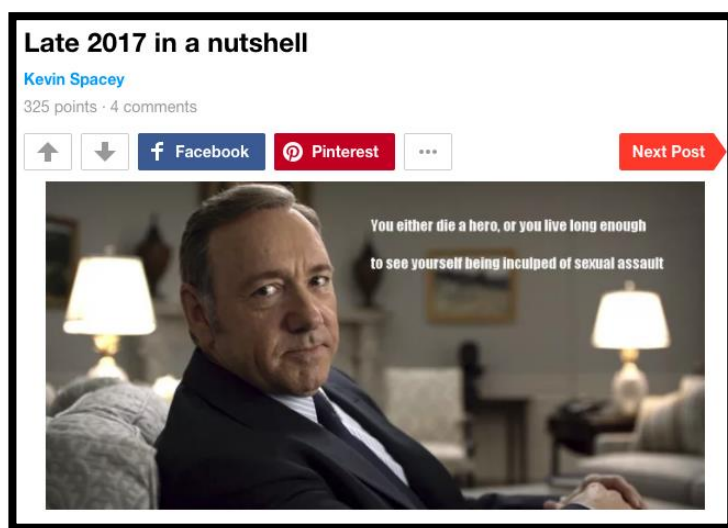 Late 2017 in a nutshell
Kevin Spacey
325 points · 4 comments
Facebook
Pinterest
Next Post
You either die a hero, or you live long enough
to see yourself being inculped of sexual assault